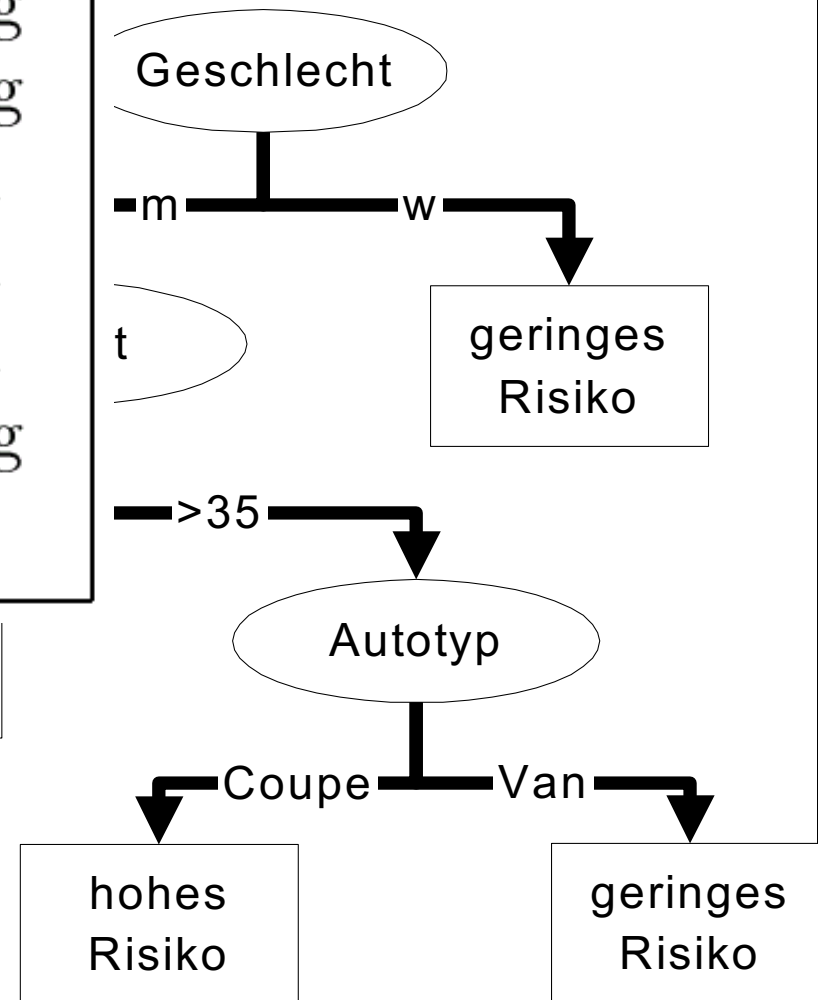 g
g
g
Geschlecht
m
w
t
geringes
Risiko
>35
Autotyp
Coupe
Van
hohes
Risiko
geringes
Risiko